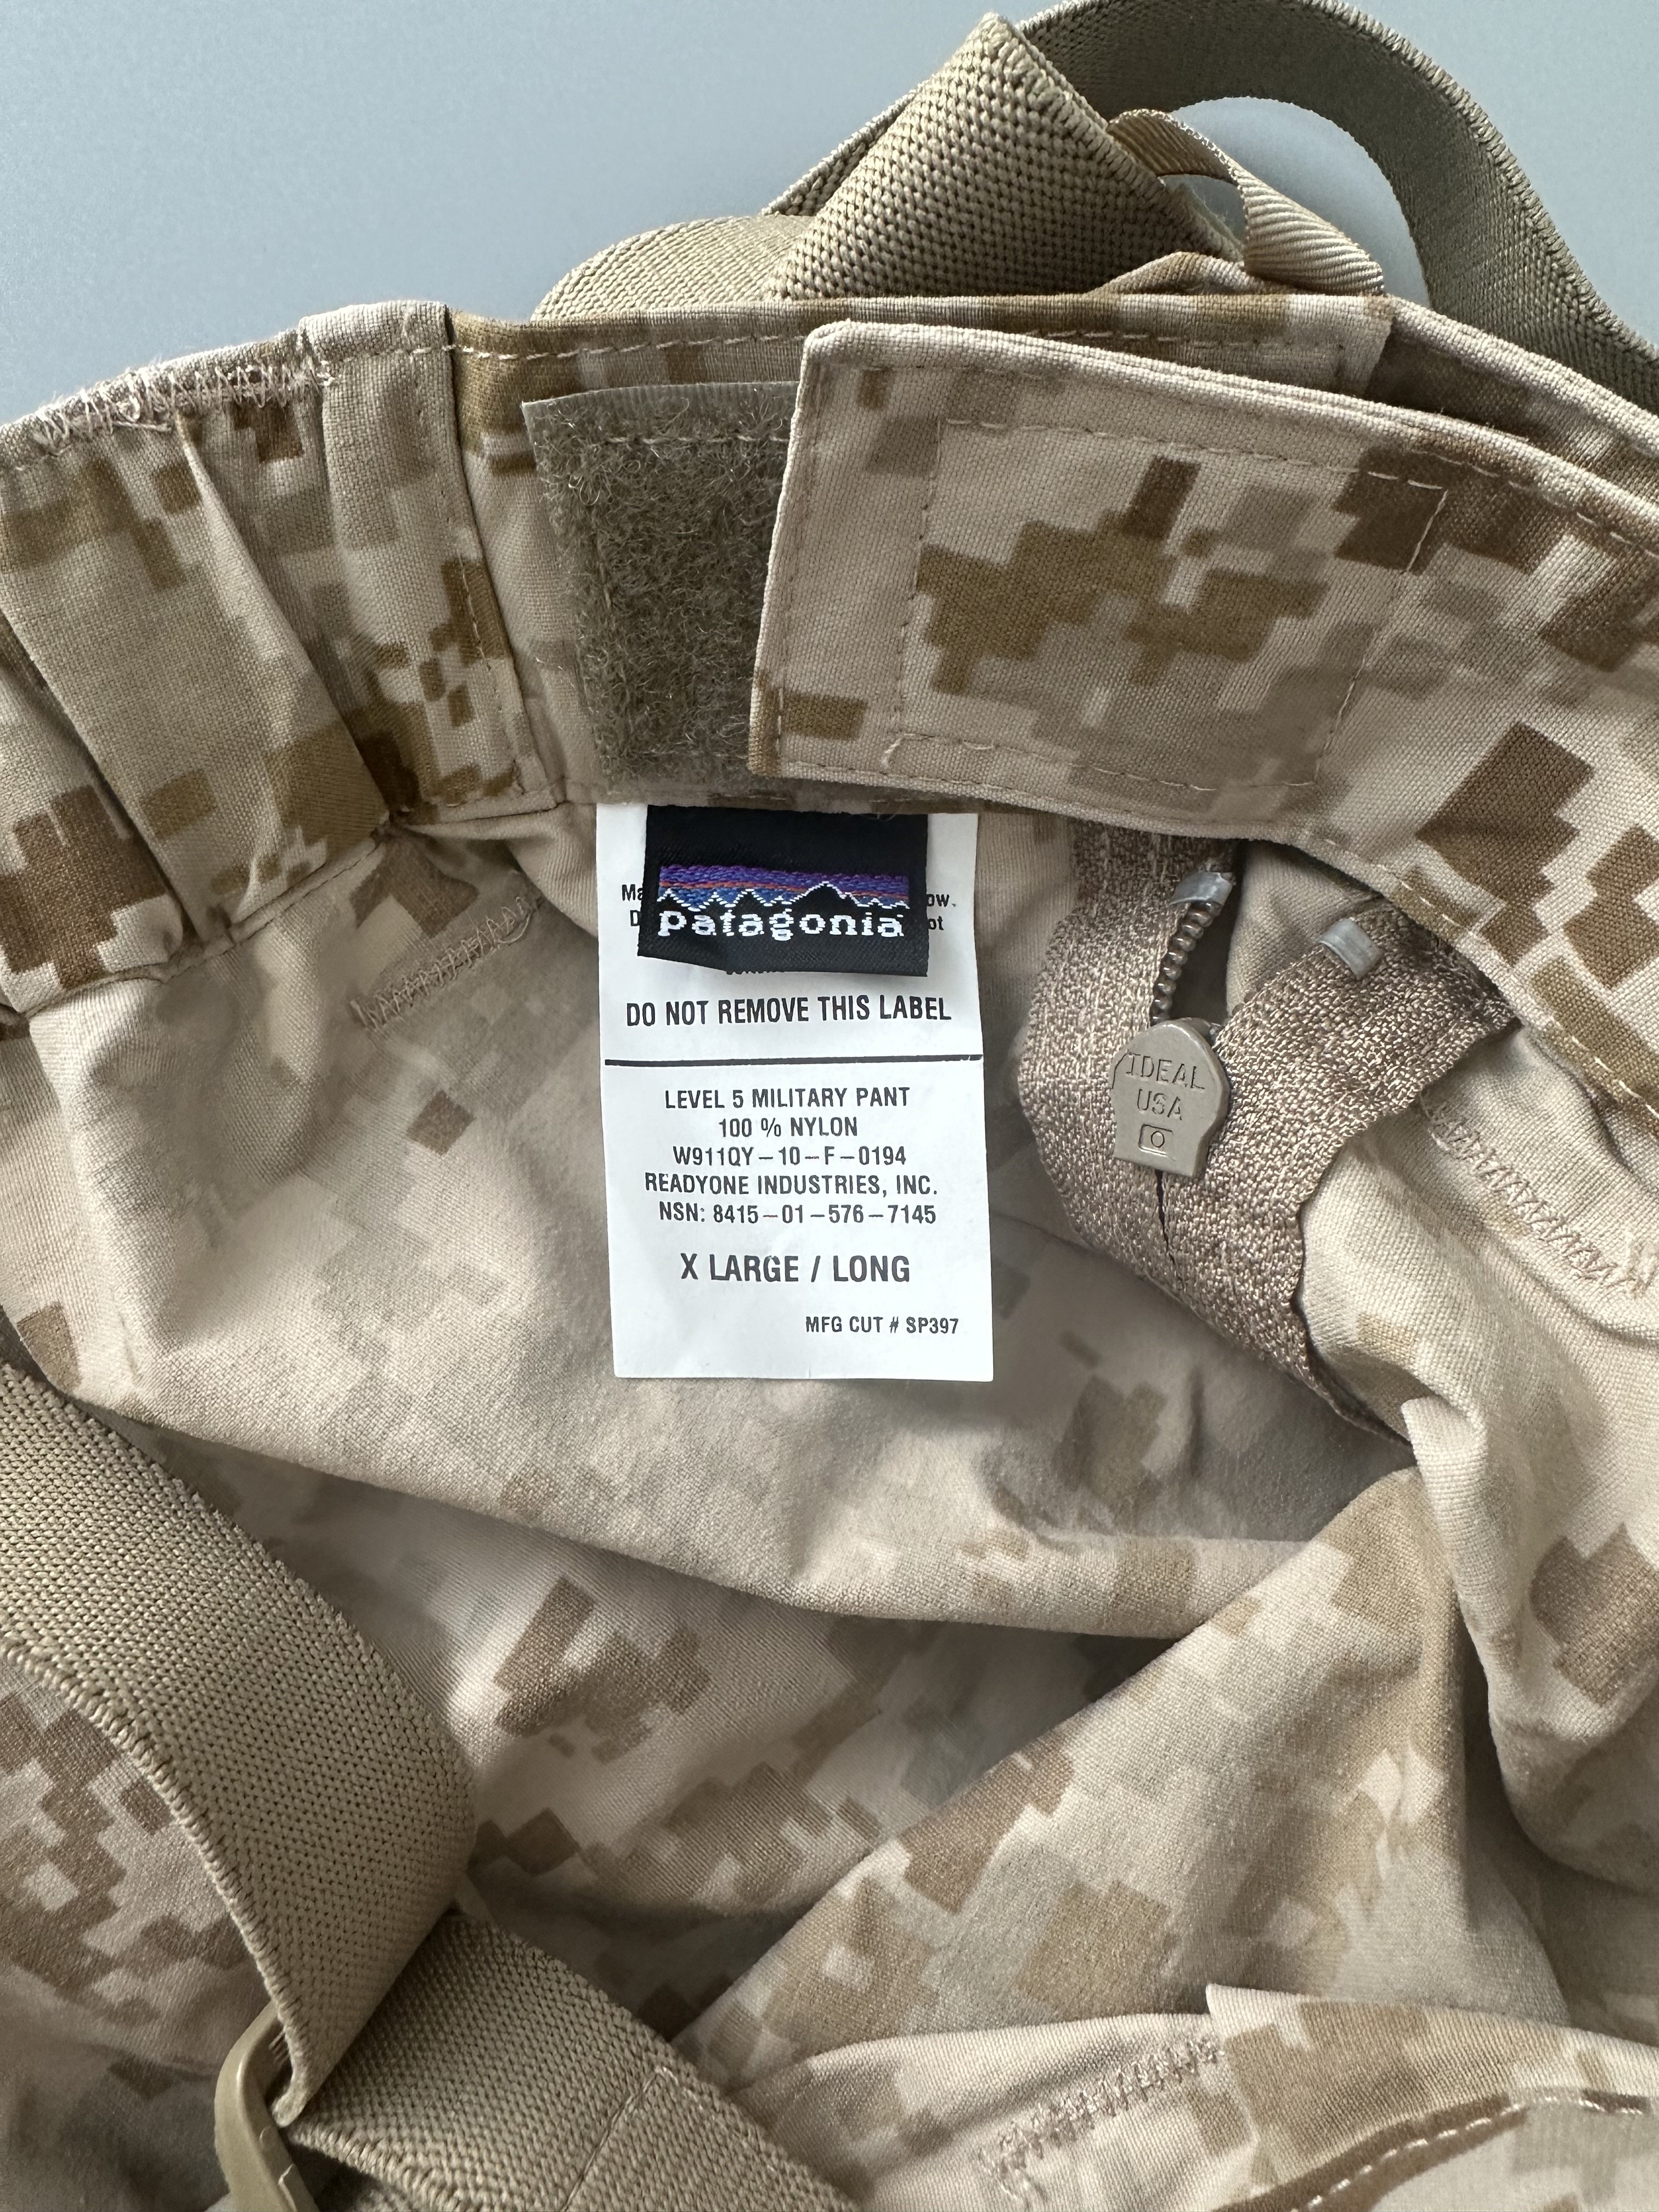 patagonia
DO NOT REMOVE THIS LABEL
LEVEL 5 MILITARY PANT
100 % NYLON
W911QY-10-F-0194
READYONE INDUSTRIES, INC.
NSN: 8415-01-576-7145
X LARGE / LONG
MFG CUT # SP397
IDEAL
USA